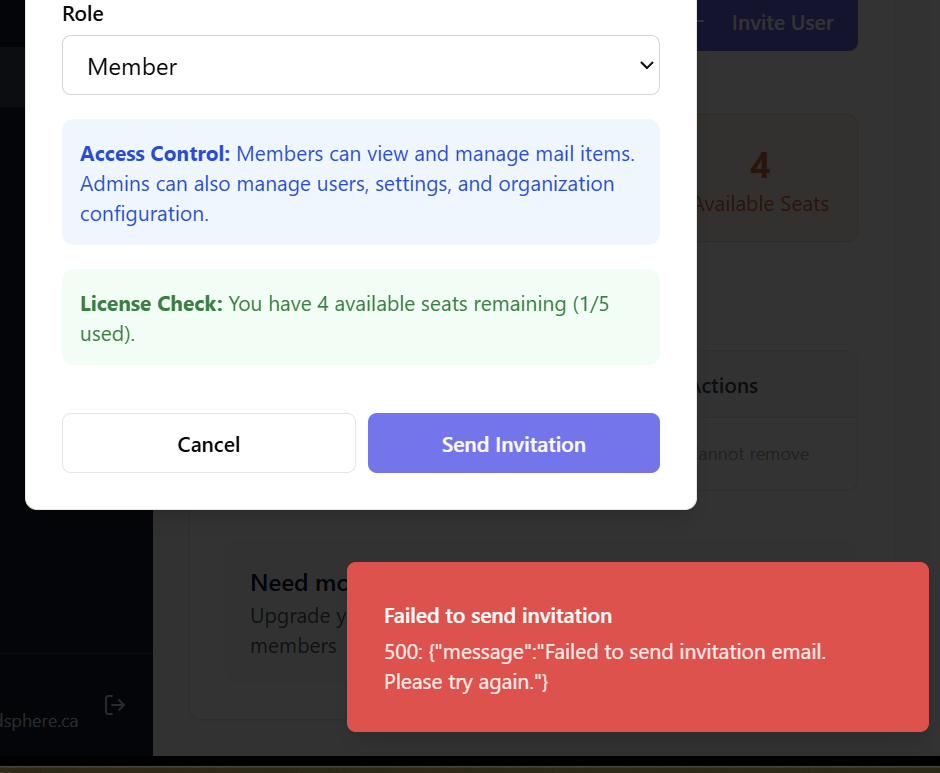 Role
Invite User
Member
Access Control: Members can view and manage mail items.
Admins can also manage users, settings, and organization
configuration.
4
Available Seats
License Check: You have 4 available seats remaining (1/5
used).
Actions
Cancel
Send Invitation
annot remove
Need mo
Upgrade y
members
Failed to send invitation
500: {"message":"Failed to send invitation email.
Please try again."}
dsphere.ca